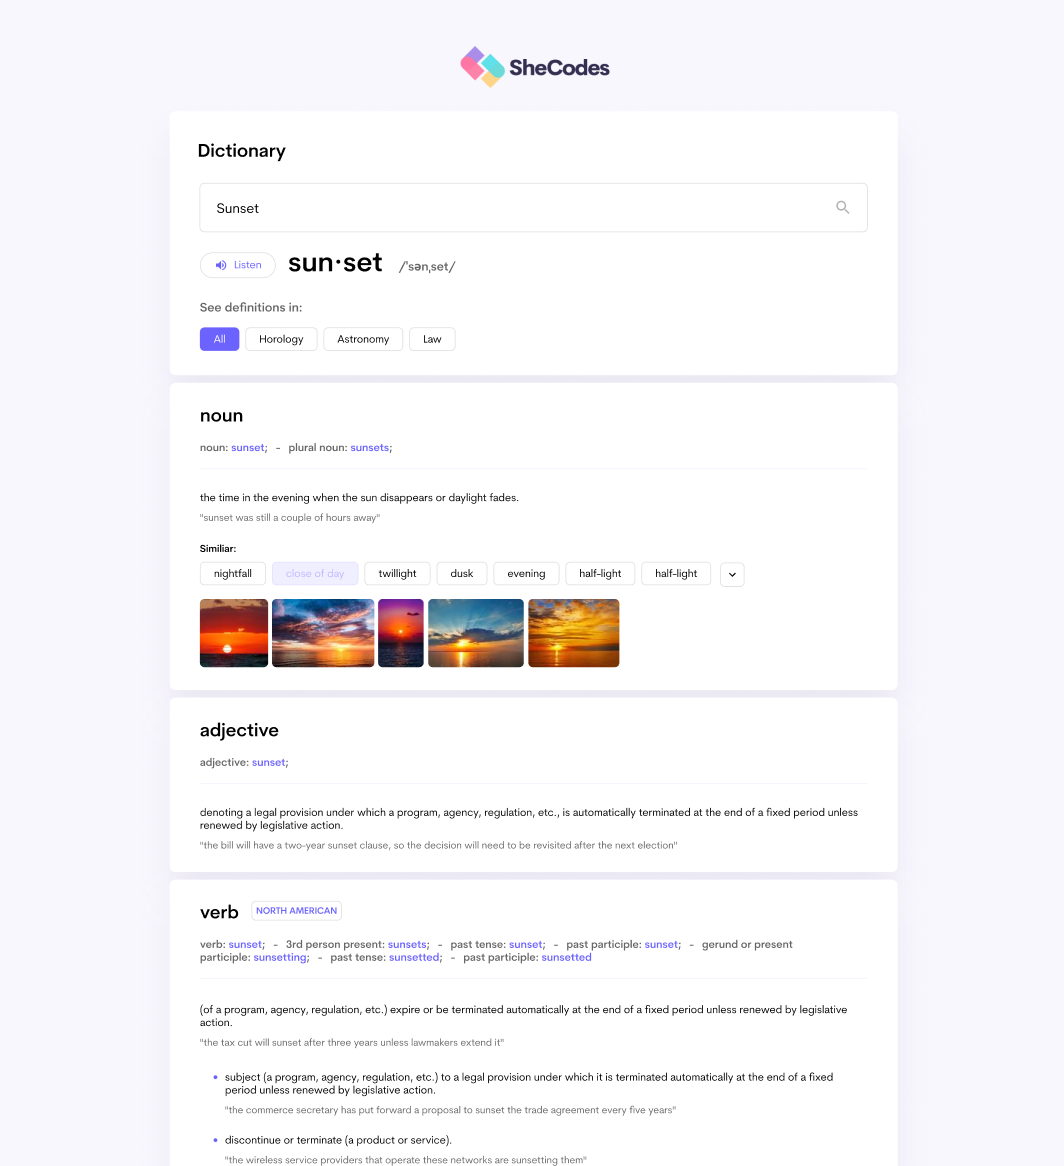 SheCodes
Dictionary
Sunset
Listen sun·set /ˈsənˌset/
See definitions in:
All Horology Astronomy Law
noun
noun: sunset; - plural noun: sunsets;
the time in the evening when the sun disappears or daylight fades.
"sunset was still a couple of hours away"
Similiar:
nightfall close of day twillight dusk evening half-light half-light
adjective
adjective: sunset;
denoting a legal provision under which a program, agency, regulation, etc., is automatically terminated at the end of a fixed period unless
renewed by legislative action.
"the bill will have a two-year sunset clause, so the decision will need to be revisited after the next election"
verb NORTH AMERICAN
verb: sunset; - 3rd person present: sunsets; - past tense: sunset; - past participle: sunset; - gerund or present
participle: sunsetting; - past tense: sunsetted; - past participle: sunsetted
(of a program, agency, regulation, etc.) expire or be terminated automatically at the end of a fixed period unless renewed by legislative
action.
"the tax cut will sunset after three years unless lawmakers extend it"
• subject (a program, agency, regulation, etc.) to a legal provision under which it is terminated automatically at the end of a fixed
period unless renewed by legislative action.
"the commerce secretary has put forward a proposal to sunset the trade agreement every five years"
• discontinue or terminate (a product or service).
"the wireless service providers that operate these networks are sunsetting them"